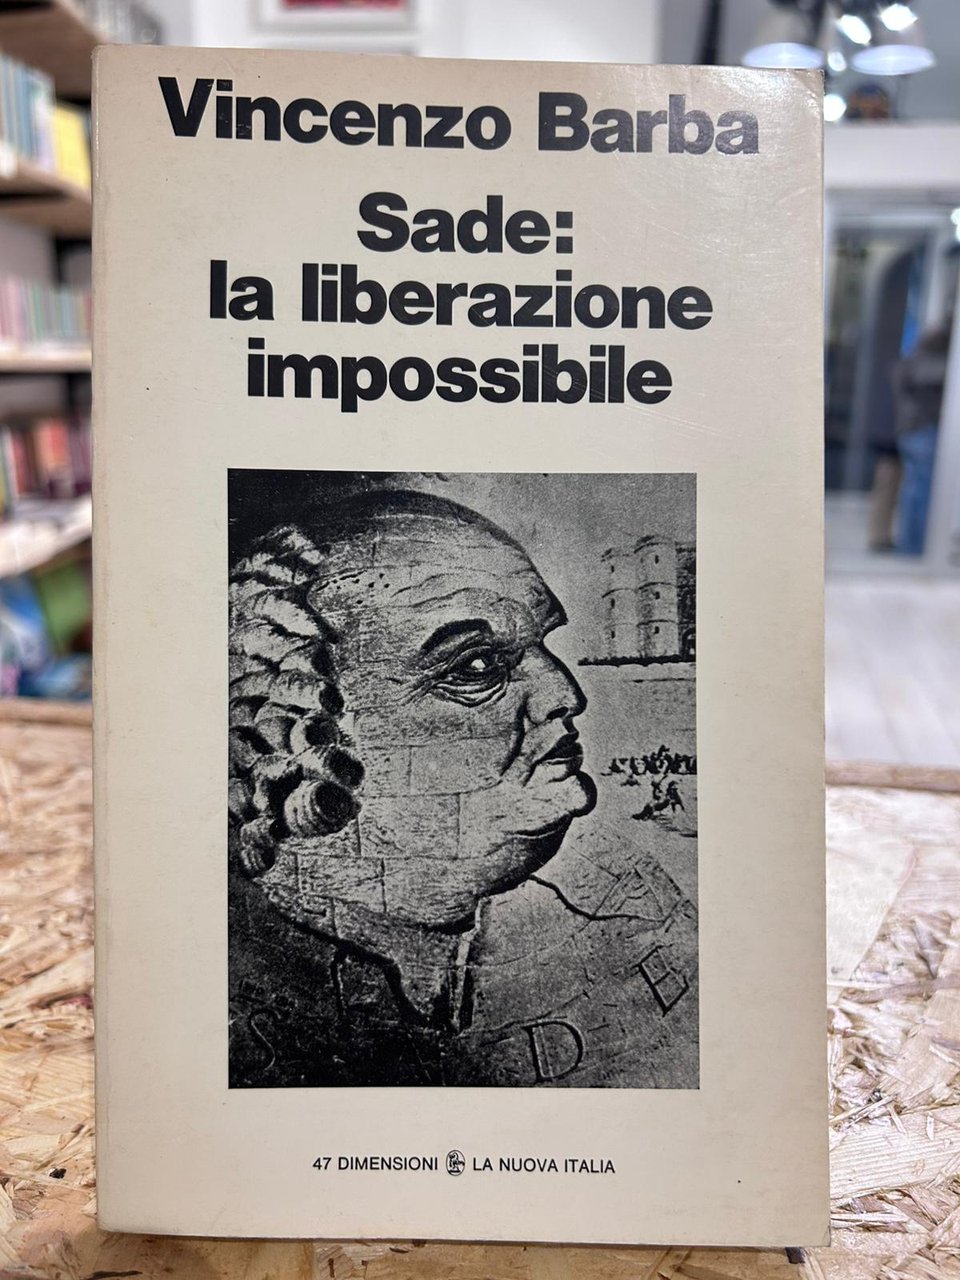 Vincenzo Barba
Sade:
la liberazione
impossibile
S A D E
47 DIMENSIONI LA NUOVA ITALIA